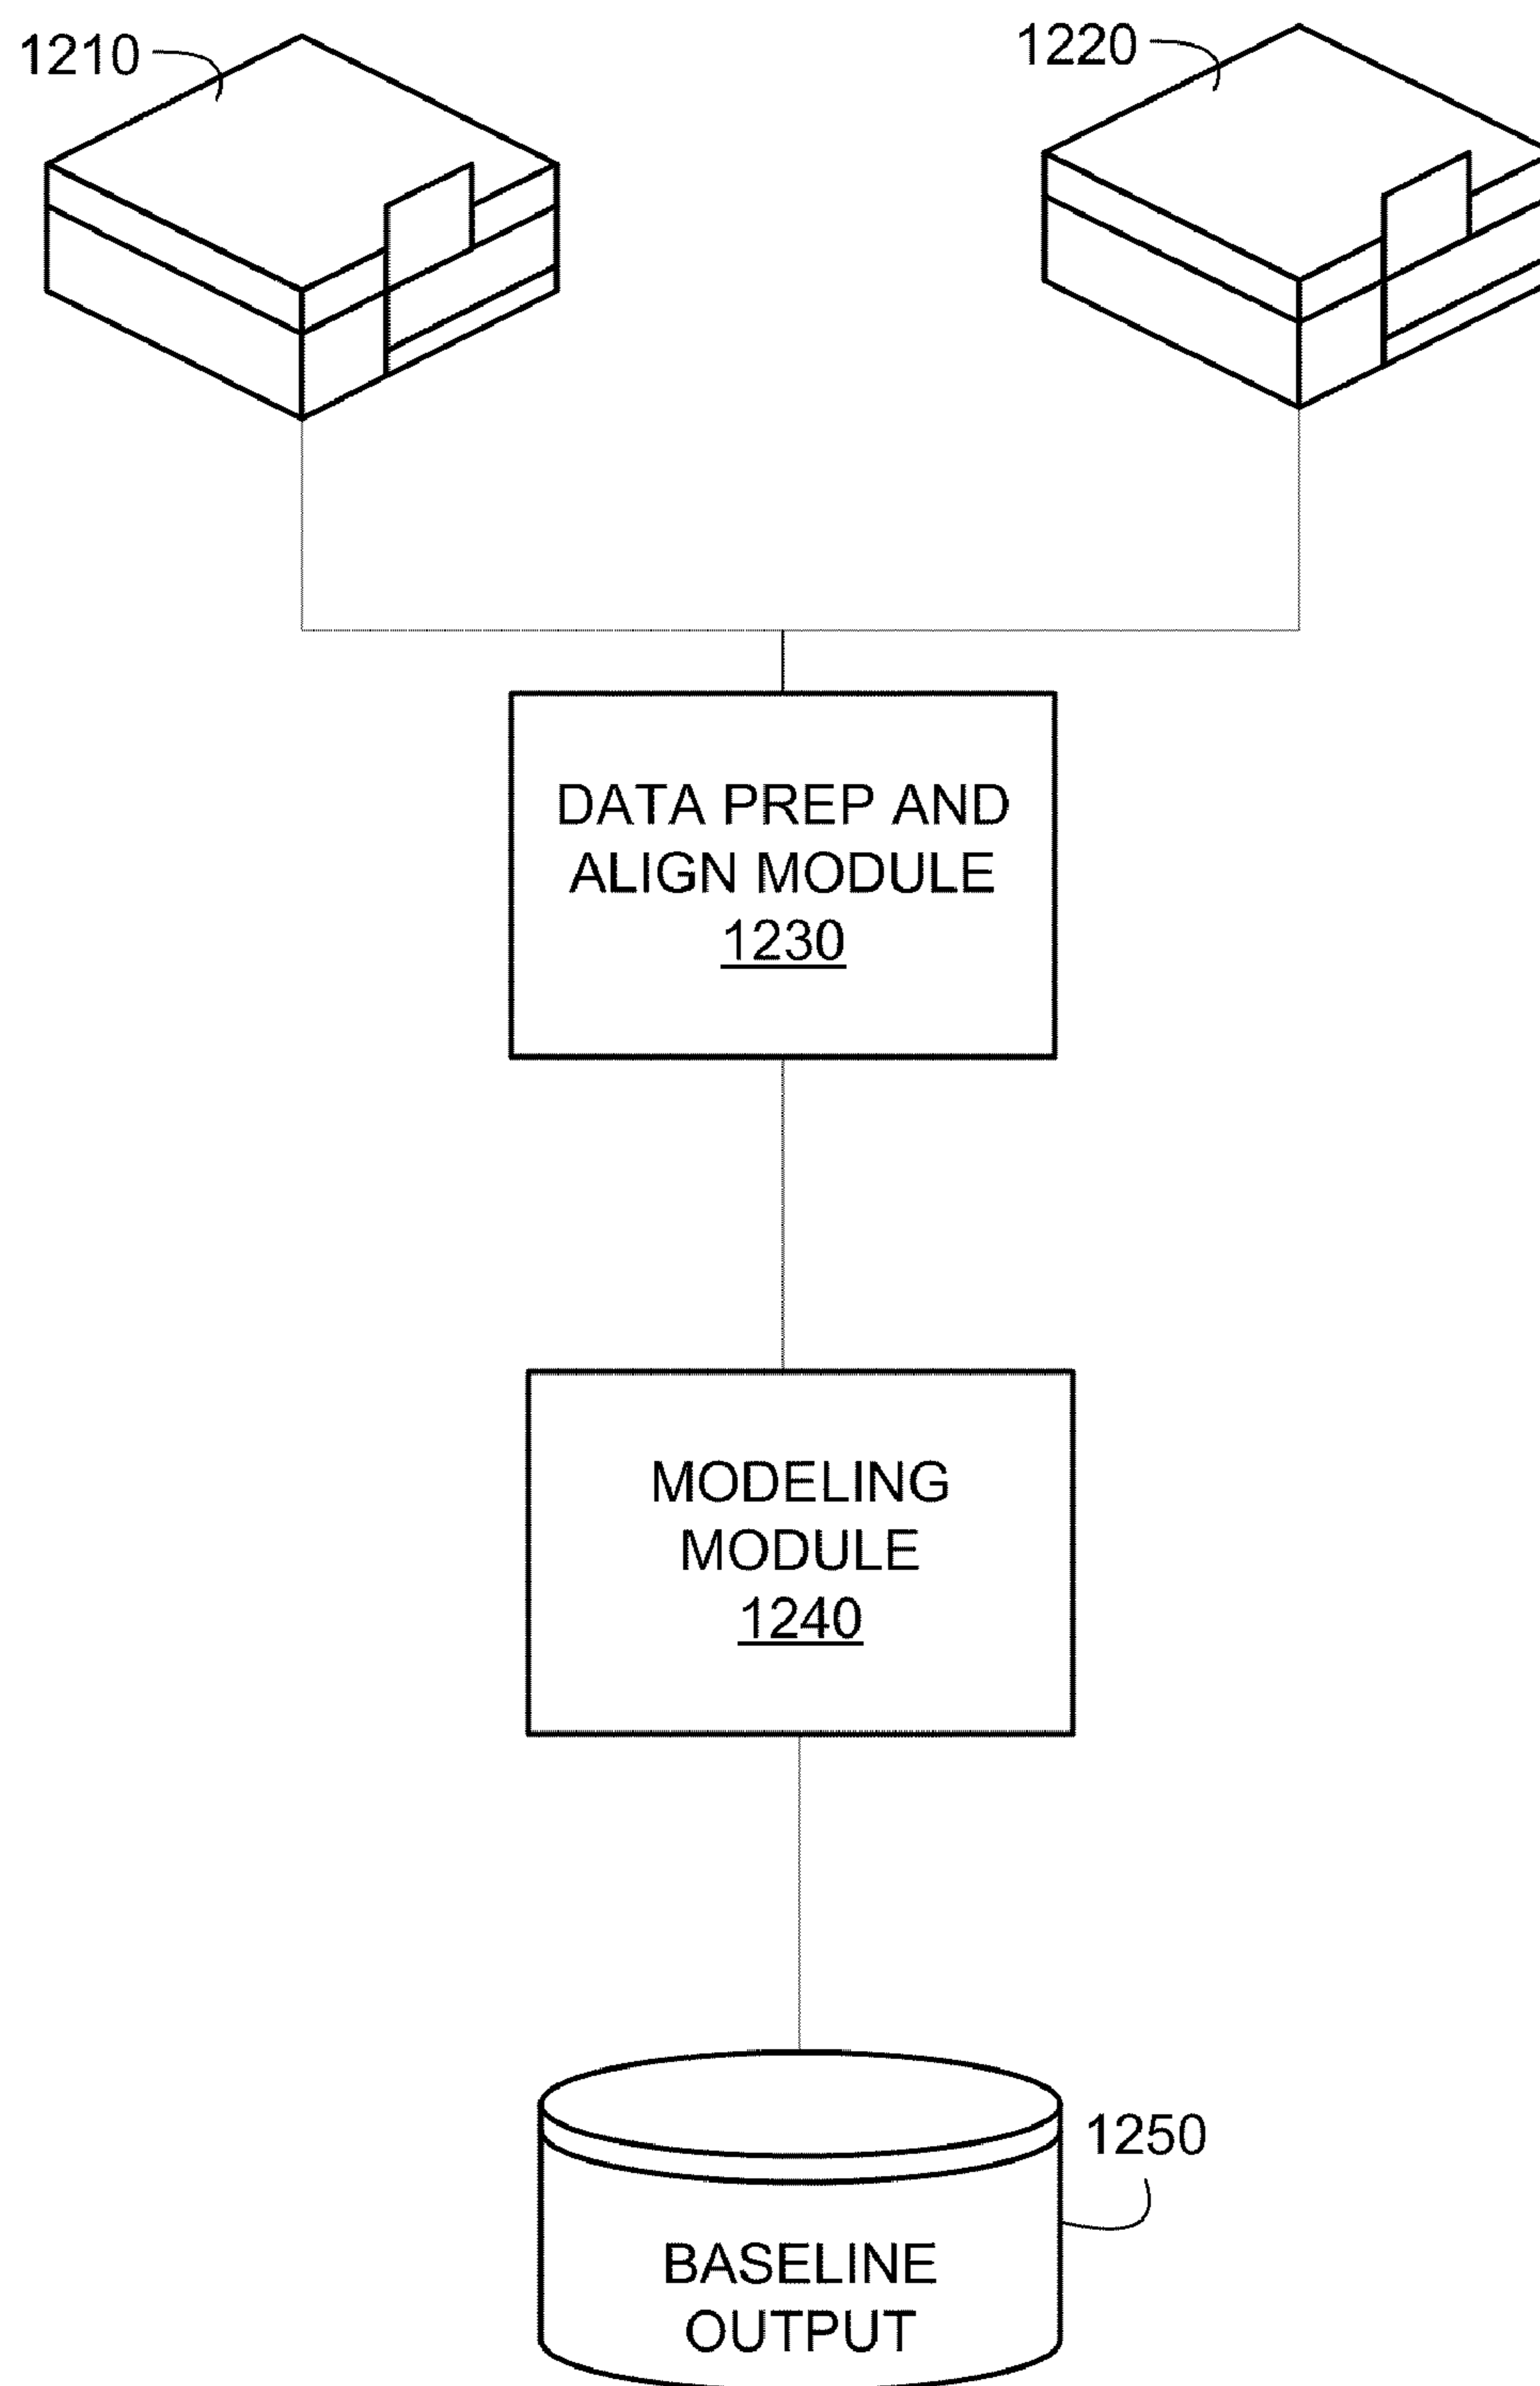 1210
1220
DATA PREP AND
ALIGN MODULE
1230
MODELING
MODULE
1240
1250
BASELINE
OUTPUT